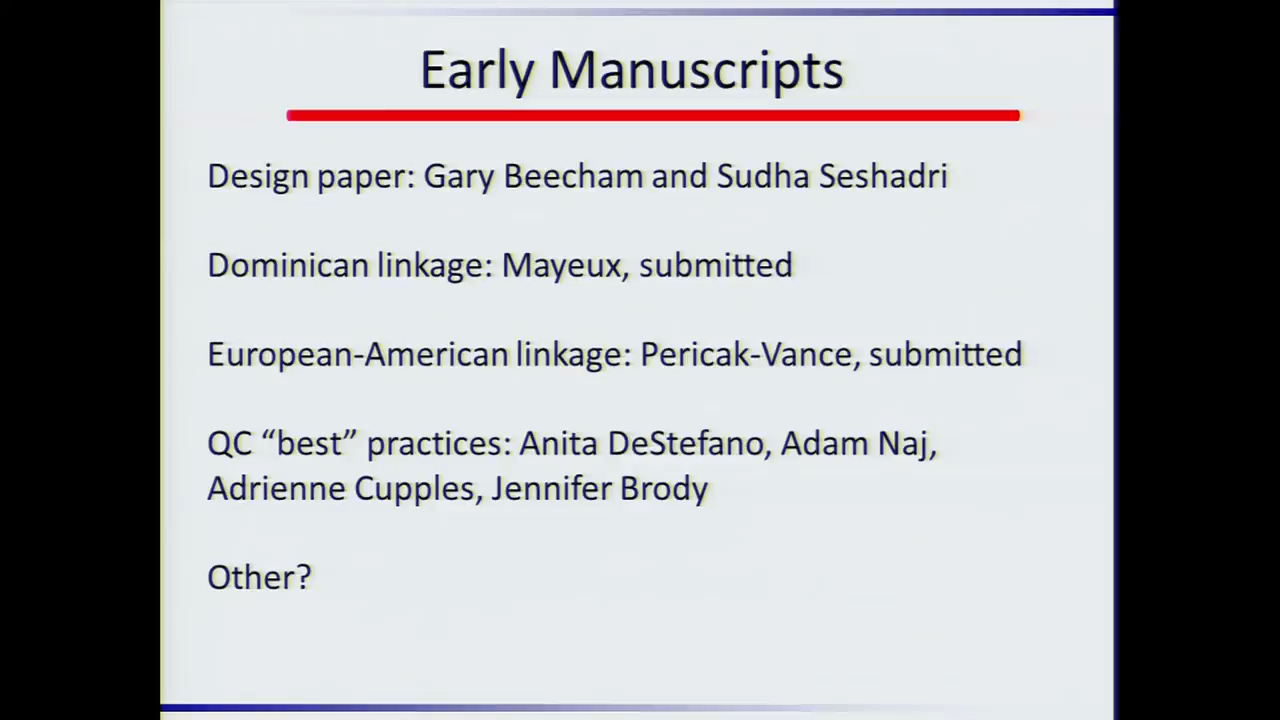 Early Manuscripts
Design paper: Gary Beecham and Sudha Seshadri
Dominican linkage: Mayeux, submitted
European-American linkage: Pericak-Vance, submitted
QC “best” practices: Anita DeStefano, Adam Naj,
Adrienne Cupples, Jennifer Brody
Other?